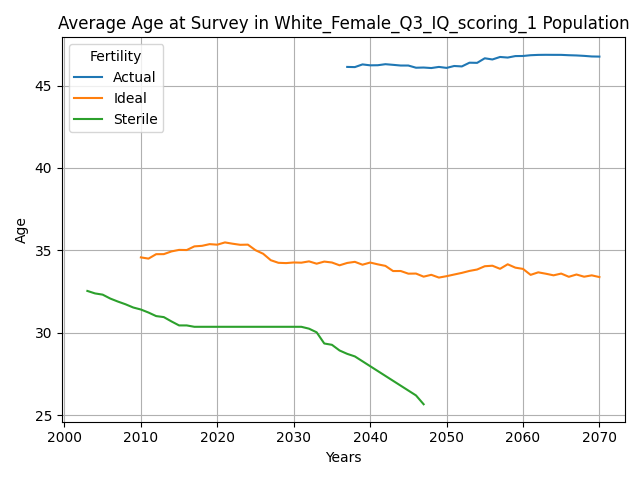 Average Age at Survey in White_Female_Q3_IQ_scoring_1 Population
Fertility
Actual
Ideal
Sterile
Age
45
40
35
30
25
2000 2010 2020 2030 2040 2050 2060 2070
Years